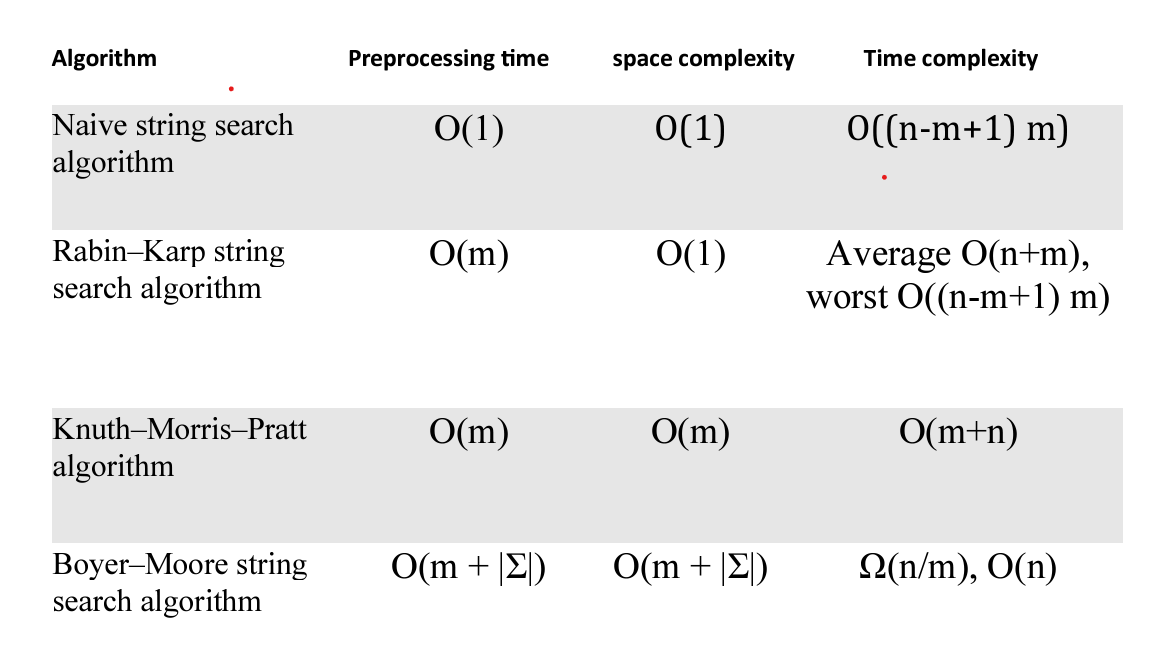 Algorithm Preprocessing time space complexity Time complexity
Naive string search O(1) O(1) O((n-m+1) m)
algorithm
Rabin–Karp string O(m) O(1) Average O(n+m),
search algorithm worst O((n-m+1) m)
Knuth–Morris–Pratt O(m) O(m) O(m+n)
algorithm
Boyer–Moore string O(m + |Σ|) O(m + |Σ|) Ω(n/m), O(n)
search algorithm